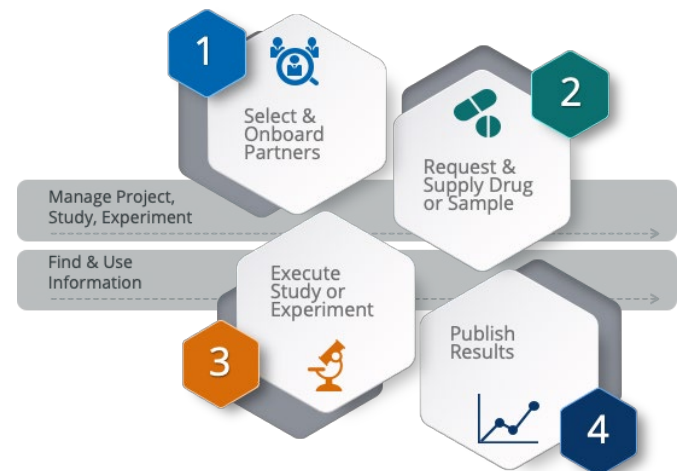 1
Select &
Onboard
Partners
2
Request &
Supply Drug
or Sample
Manage Project,
Study, Experiment
Find & Use
Information
3
Execute
Study or
Experiment
Publish
Results
4